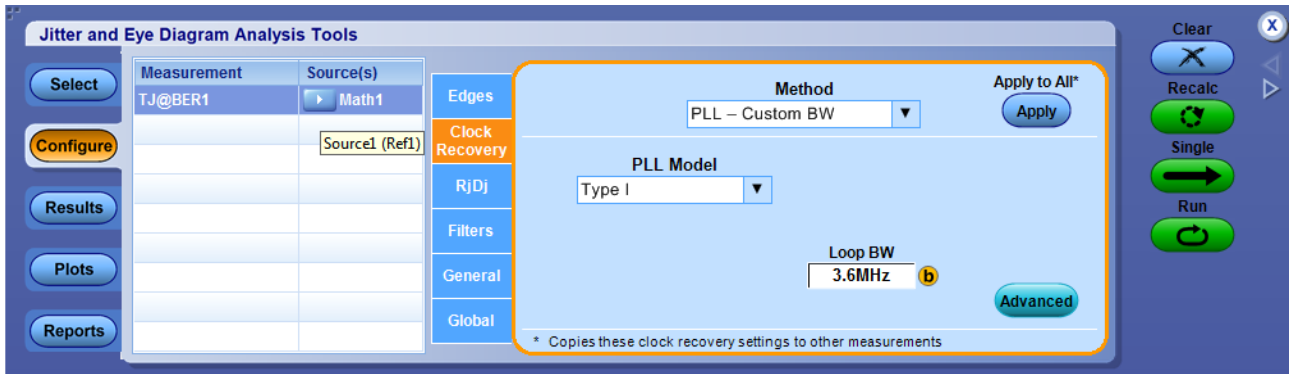 Jitter and Eye Diagram Analysis Tools
Select
Configure
Results
Plots
Reports
Measurement Source(s)
TJ@BER1 Math1
Source1 (Ref1)
Edges
Clock
Recovery
RjDj
Filters
General
Global
Method
PLL – Custom BW
Apply to All*
Apply
PLL Model
Type I
Loop BW
3.6MHz b
Advanced
* Copies these clock recovery settings to other measurements
Clear
X
Recalc
Single
Run